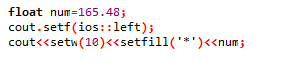 float num=165.48;
cout.setf(ios::left);
cout<<setw(10)<<setfill('*')<<num;